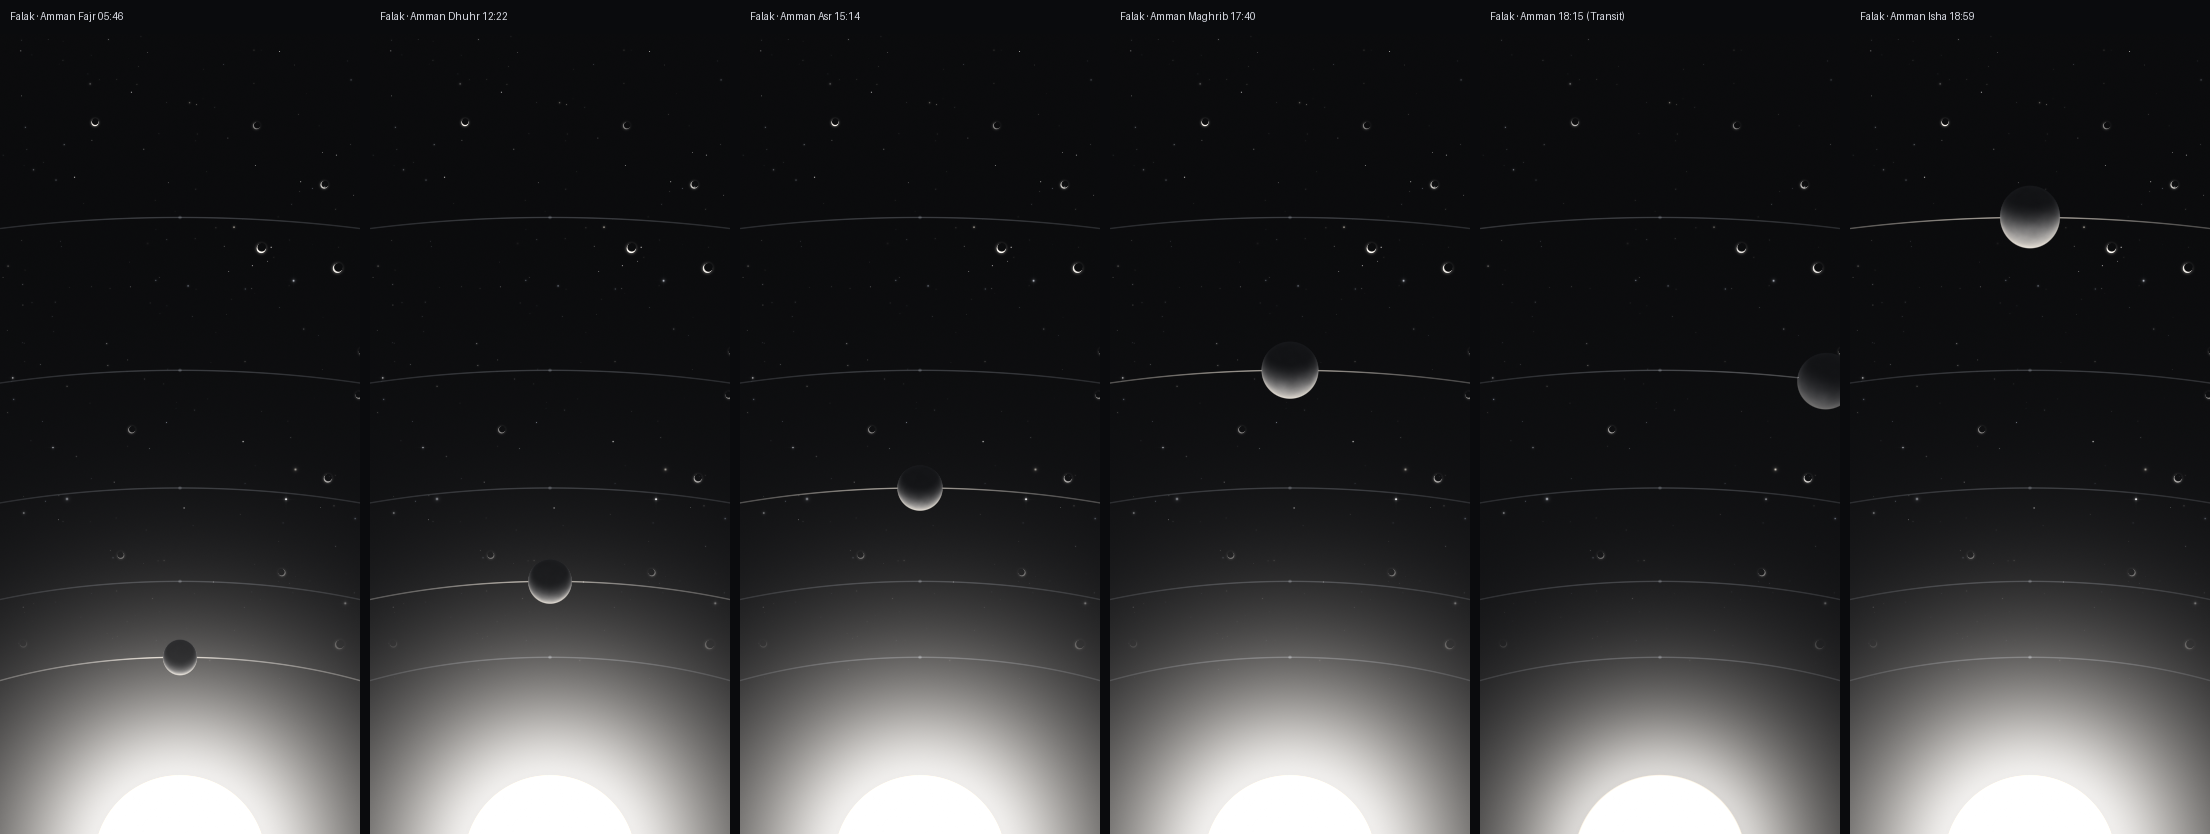 Falak · Amman Fajr 05:46
Falak · Amman Dhuhr 12:22
Falak · Amman Asr 15:14
Falak · Amman Maghrib 17:40
Falak · Amman 18:15 (Transit)
Falak · Amman Isha 18:59